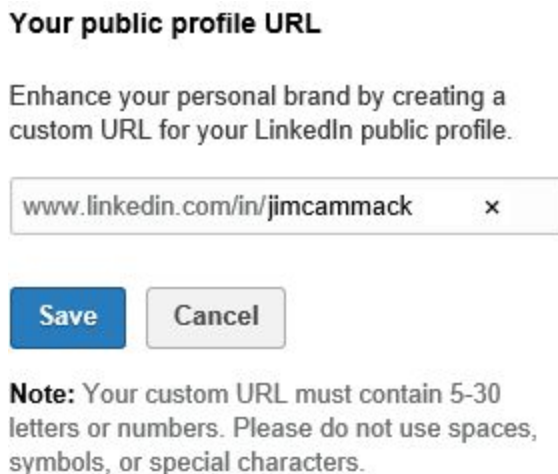 Your public profile URL
Enhance your personal brand by creating a
custom URL for your LinkedIn public profile.
www.linkedin.com/in/jimcammack ×
Save Cancel
Note: Your custom URL must contain 5-30
letters or numbers. Please do not use spaces,
symbols, or special characters.